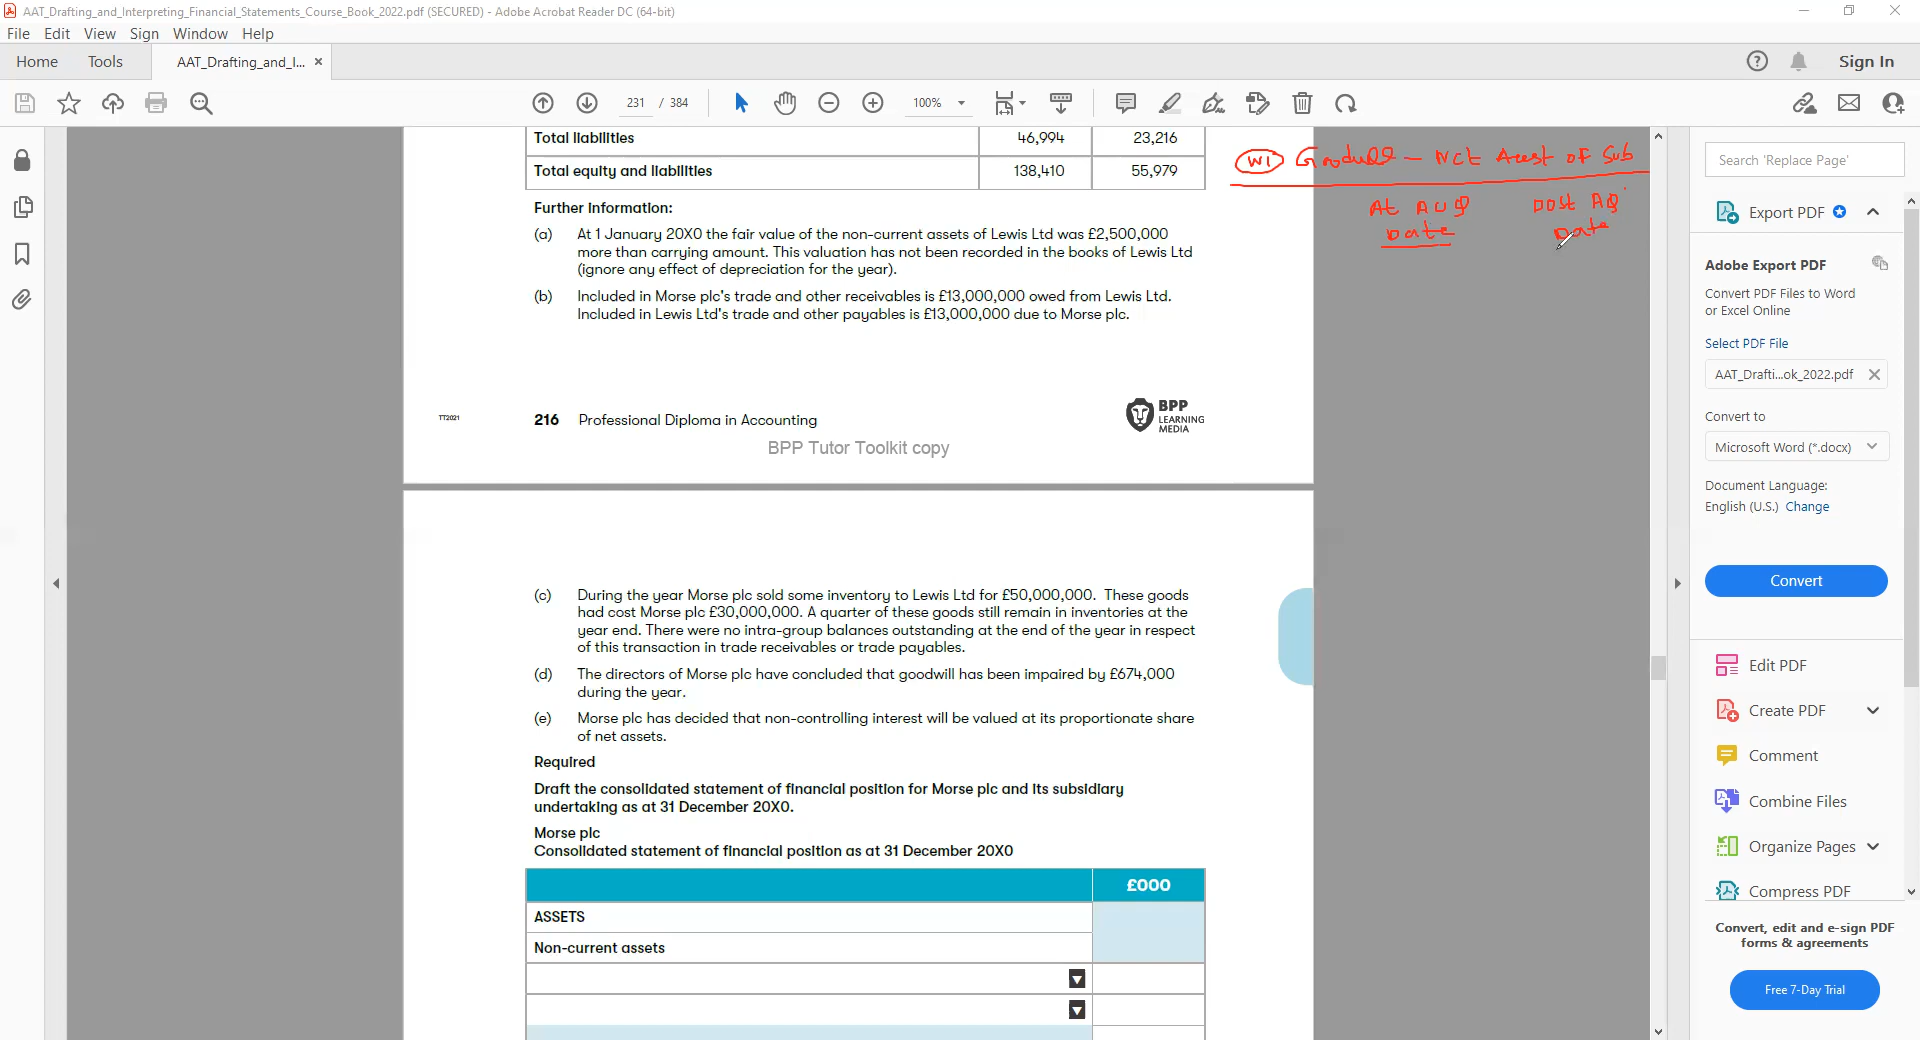 AAT_Drafting_and_Interpreting_Financial_Statements_Course_Book_2022.pdf (SECURED) - Adobe Acrobat Reader DC (64-bit)
File Edit View Sign Window Help
Home Tools AAT_Drafting_and_I... × Sign In
231 / 384 100%
Total liabilities 46,994 23,216
Total equity and liabilities 138,410 55,979
W1 Goodwill – Net Asset of Sub
At Post Aq
Date Date
Further information:
(a) At 1 January 20X0 the fair value of the non-current assets of Lewis Ltd was £2,500,000
more than carrying amount. This valuation has not been recorded in the books of Lewis Ltd
(ignore any effect of depreciation for the year).
(b) Included in Morse plc's trade and other receivables is £13,000,000 owed from Lewis Ltd.
Included in Lewis Ltd's trade and other payables is £13,000,000 due to Morse plc.
TT2021 216 Professional Diploma in Accounting
BPP
LEARNING
MEDIA
BPP Tutor Toolkit copy
(c) During the year Morse plc sold some inventory to Lewis Ltd for £50,000,000. These goods
had cost Morse plc £30,000,000. A quarter of these goods still remain in inventories at the
year end. There were no intra-group balances outstanding at the end of the year in respect
of this transaction in trade receivables or trade payables.
(d) The directors of Morse plc have concluded that goodwill has been impaired by £674,000
during the year.
(e) Morse plc has decided that non-controlling interest will be valued at its proportionate share
of net assets.
Required
Draft the consolidated statement of financial position for Morse plc and its subsidiary
undertaking as at 31 December 20X0.
Morse plc
Consolidated statement of financial position as at 31 December 20X0
£000
ASSETS
Non-current assets
Search 'Replace Page'
Export PDF
Adobe Export PDF
Convert PDF Files to Word
or Excel Online
Select PDF File
AAT_Drafti...ok_2022.pdf
Convert to
Microsoft Word (*.docx)
Document Language:
English (U.S.) Change
Convert
Edit PDF
Create PDF
Comment
Combine Files
Organize Pages
Compress PDF
Convert, edit and e-sign PDF
forms & agreements
Free 7-Day Trial